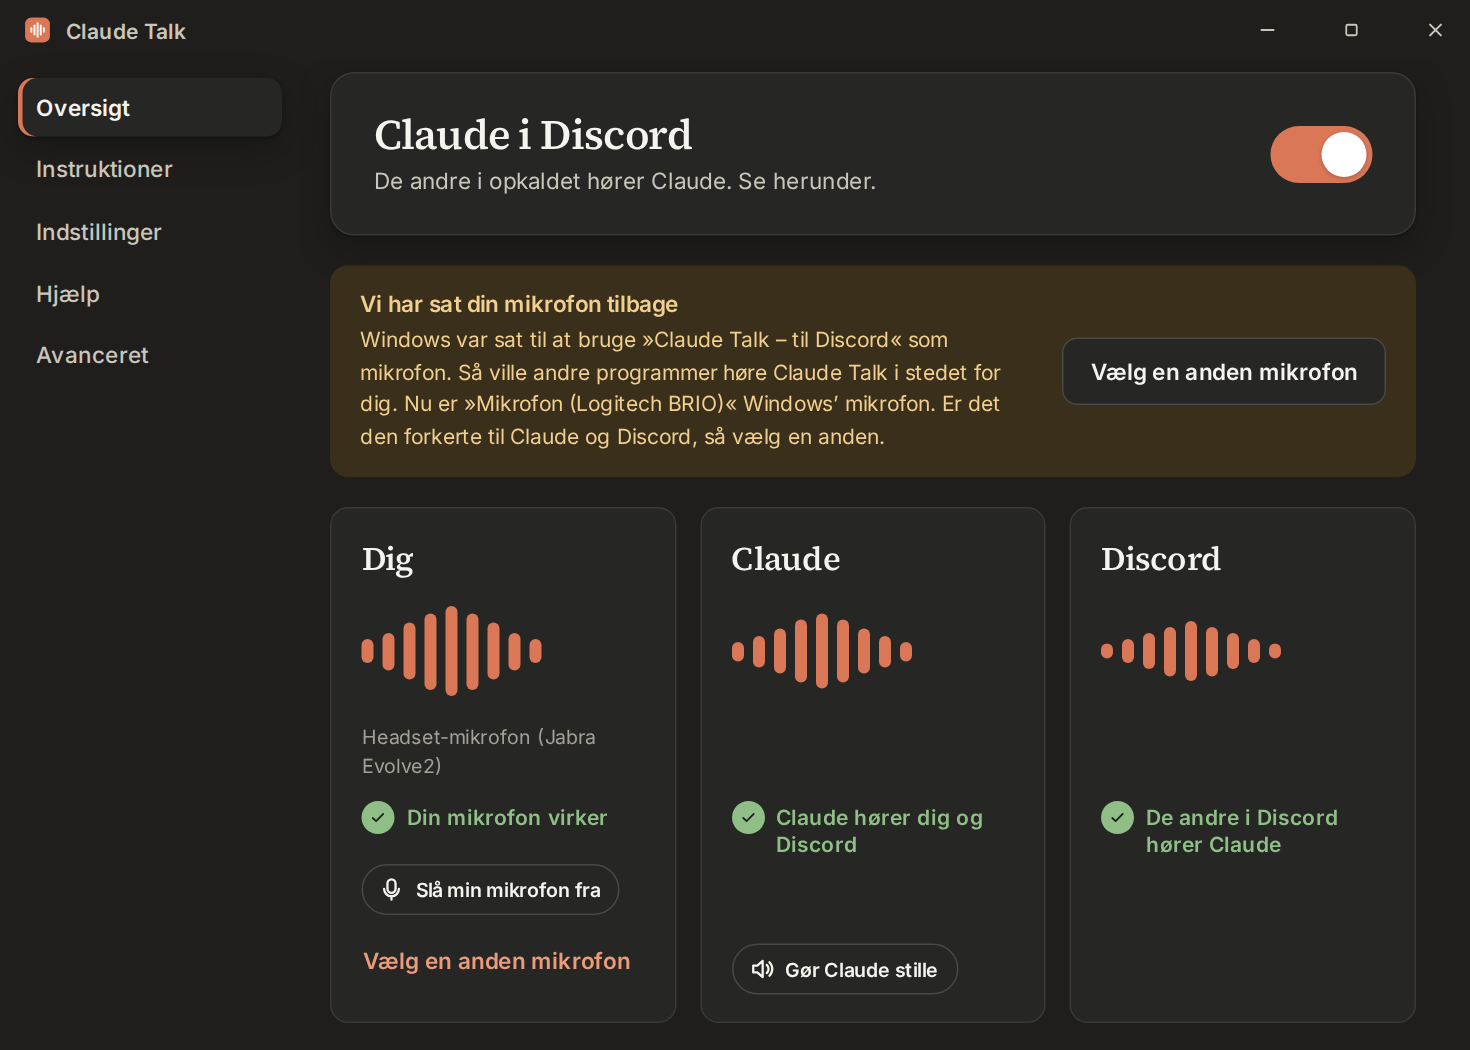 Claude Talk
Oversigt
Instruktioner
Indstillinger
Hjælp
Avanceret
Claude i Discord
De andre i opkaldet hører Claude. Se herunder.
Vi har sat din mikrofon tilbage
Windows var sat til at bruge »Claude Talk – til Discord« som
mikrofon. Så ville andre programmer høre Claude Talk i stedet for
dig. Nu er »Mikrofon (Logitech BRIO)« Windows’ mikrofon. Er det
den forkerte til Claude og Discord, så vælg en anden.
Vælg en anden mikrofon
Dig
Headset-mikrofon (Jabra
Evolve2)
Din mikrofon virker
Slå min mikrofon fra
Vælg en anden mikrofon
Claude
Claude hører dig og
Discord
Gør Claude stille
Discord
De andre i Discord
hører Claude